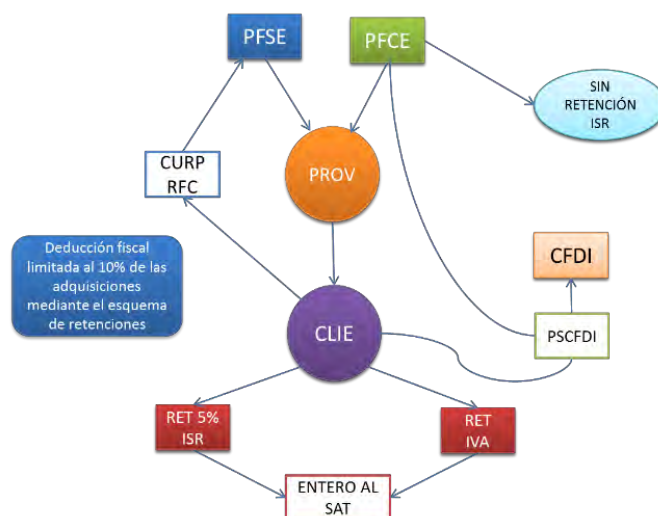 PFSE
PFCE
SIN
RETENCIÓN
ISR
CURP
RFC
PROV
Deducción fiscal
limitada al 10% de las
adquisiciones
mediante el esquema
de retenciones
CFDI
CLIE
PSCFDI
RET 5%
ISR
RET
IVA
ENTERO AL
SAT